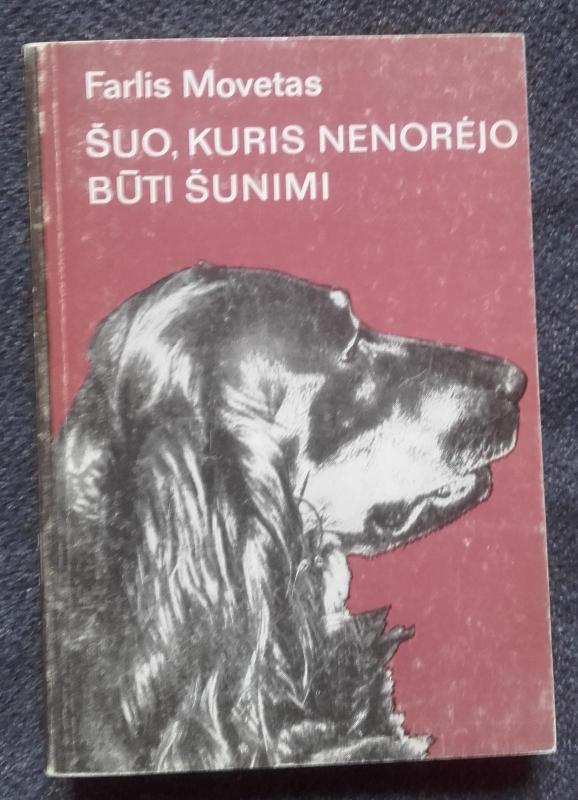 Farlis Movetas
ŠUO, KURIS NENORĖJO
BŪTI ŠUNIMI